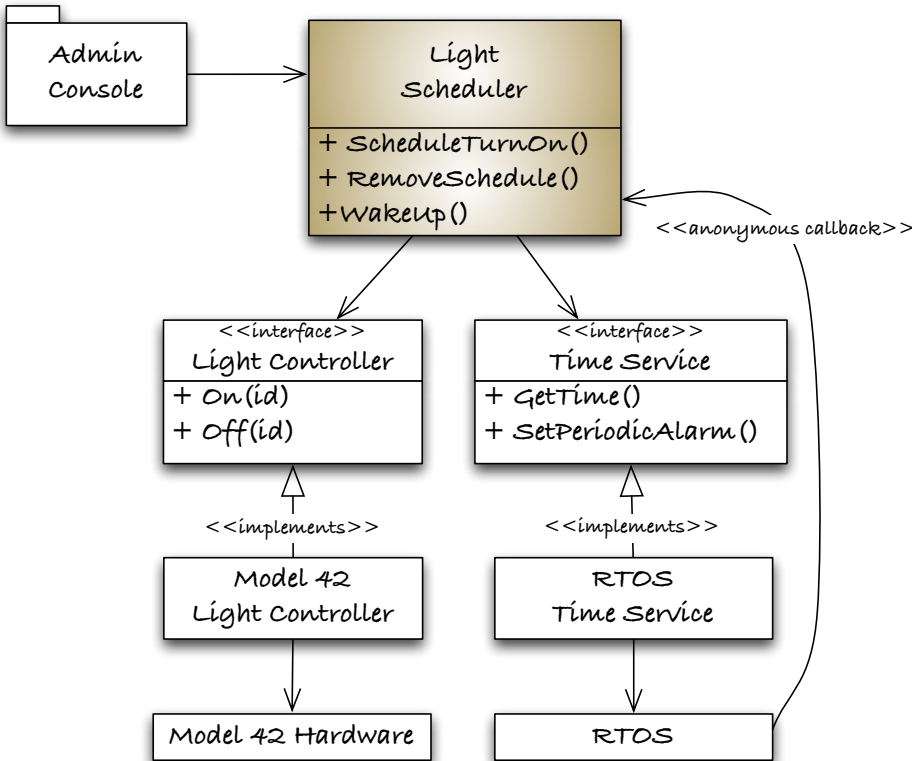 Admin
Console
Light
Scheduler
+ ScheduleTurnOn()
+ RemoveSchedule()
+WakeUp()
<<anonymous callback>>
<<interface>>
Light Controller
+ On(id)
+ Off(id)
<<interface>>
Time Service
+ GetTime()
+ SetPeriodicAlarm()
<<implements>>
<<implements>>
Model 42
Light Controller
RTOS
Time Service
Model 42 Hardware
RTOS